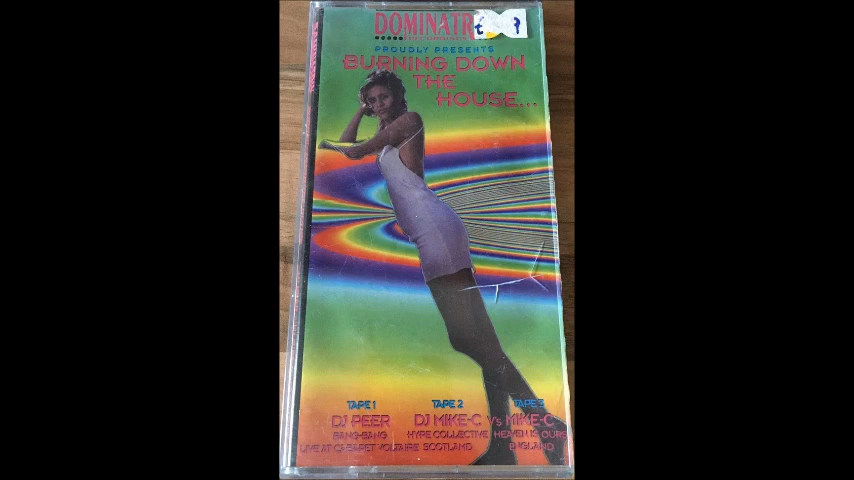 DOMINATR
PROUDLY PRESENTS
BURNING DOWN
THE
HOUSE...
TAPE 1
DJ PEER
BANG-BANG
LIVE AT CABARET VOLTAIRE
TAPE 2
DJ MIKE-C
HYPE COLLECTIVE
SCOTLAND
V's
TAPE 3
MIKE-C
HEAVEN IS OURS
ENGLAND